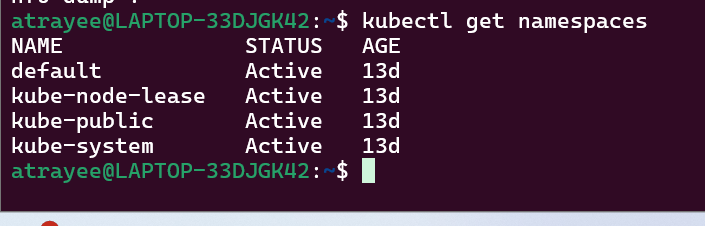 atrayee@LAPTOP-33DJGK42:~$ kubectl get namespaces
NAME STATUS AGE
default Active 13d
kube-node-lease Active 13d
kube-public Active 13d
kube-system Active 13d
atrayee@LAPTOP-33DJGK42:~$